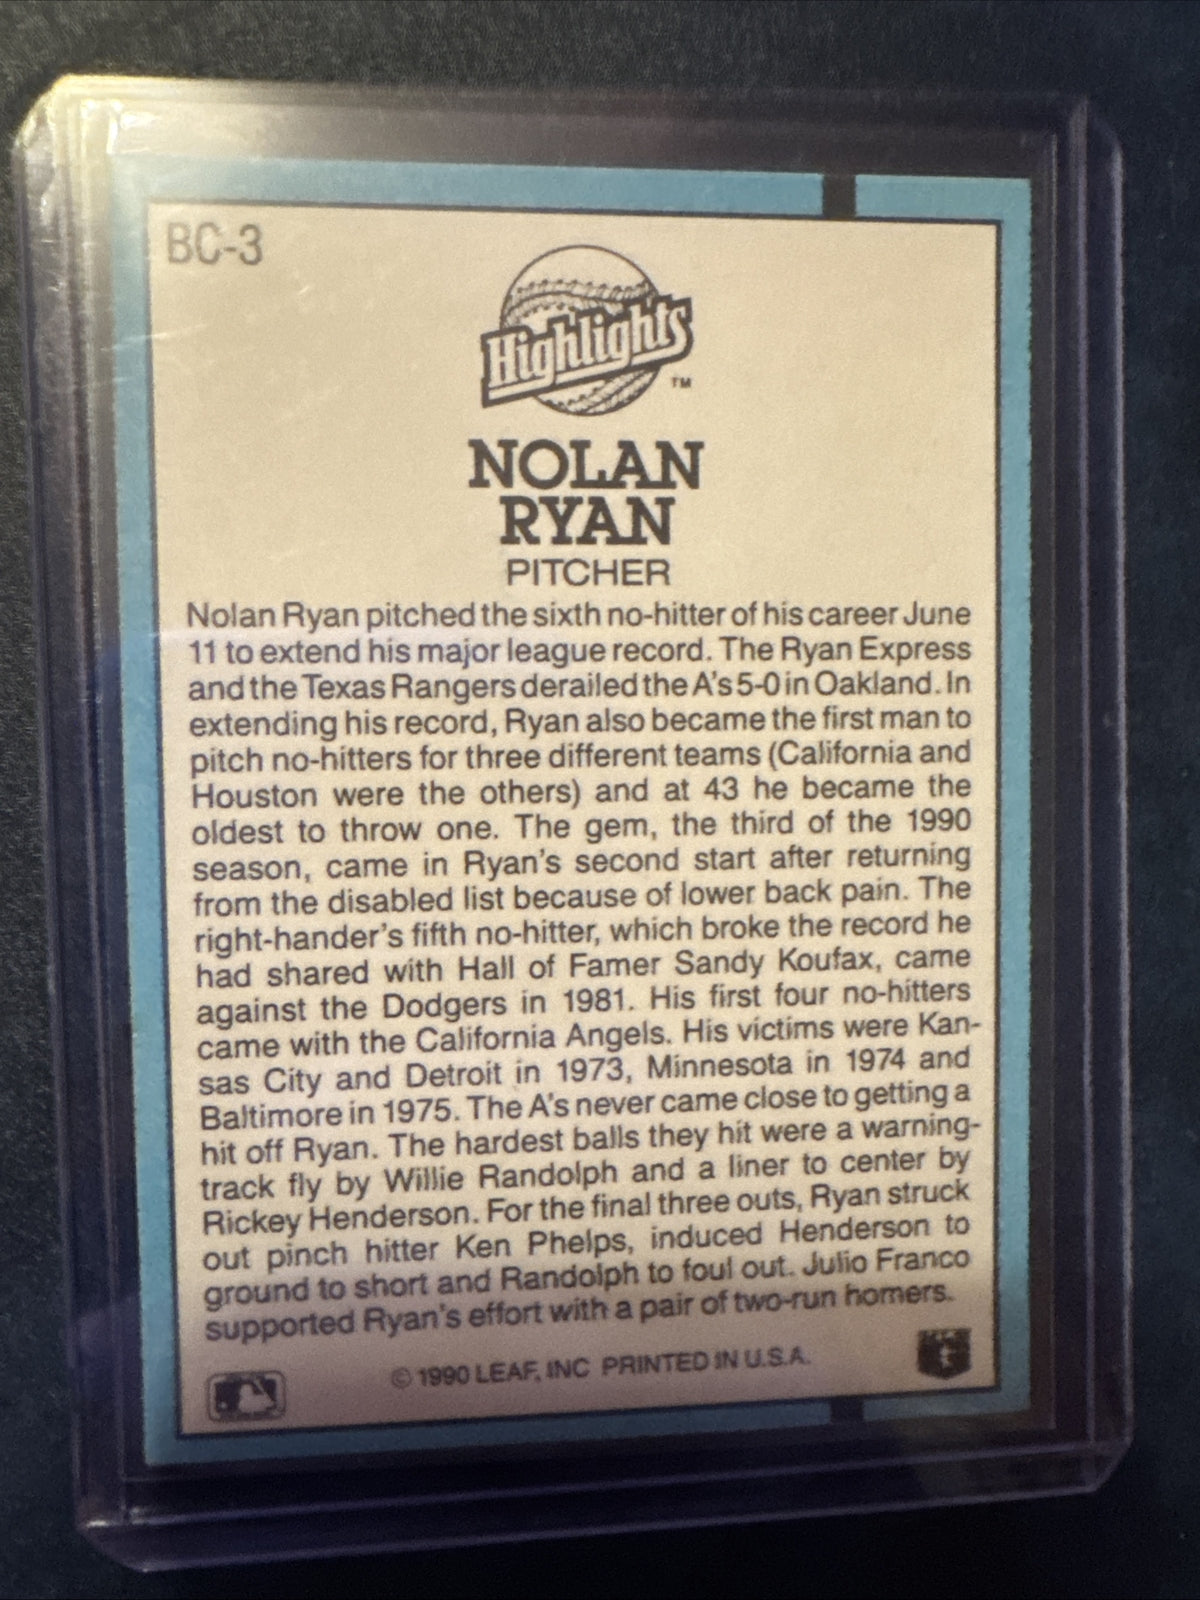 BC-3
Highlights
TM
NOLAN
RYAN
PITCHER
Nolan Ryan pitched the sixth no-hitter of his career June
11 to extend his major league record. The Ryan Express
and the Texas Rangers derailed the A's 5-0 in Oakland. In
extending his record, Ryan also became the first man to
pitch no-hitters for three different teams (California and
Houston were the others) and at 43 he became the
oldest to throw one. The gem, the third of the 1990
season, came in Ryan's second start after returning
from the disabled list because of lower back pain. The
right-hander's fifth no-hitter, which broke the record he
had shared with Hall of Famer Sandy Koufax, came
against the Dodgers in 1981. His first four no-hitters
came with the California Angels. His victims were Kan-
sas City and Detroit in 1973, Minnesota in 1974 and
Baltimore in 1975. The A's never came close to getting a
hit off Ryan. The hardest balls they hit were a warning-
track fly by Willie Randolph and a liner to center by
Rickey Henderson. For the final three outs, Ryan struck
out pinch hitter Ken Phelps, induced Henderson to
ground to short and Randolph to foul out. Julio Franco
supported Ryan's effort with a pair of two-run homers.
© 1990 LEAF, INC PRINTED IN U.S.A.